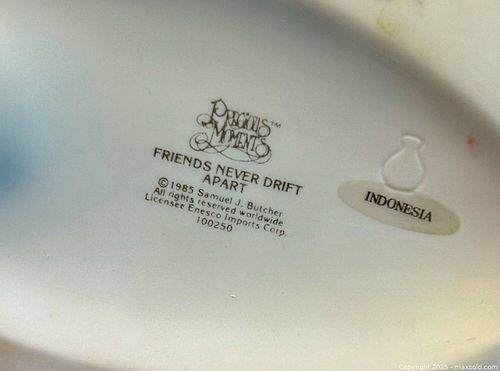 PRECIOUS
MOMENTS™
FRIENDS NEVER DRIFT
APART
©1985 Samuel J. Butcher
All rights reserved worldwide
Licensee Enesco Imports Corp.
100250
INDONESIA
Copyright 2025 - maxsold.com